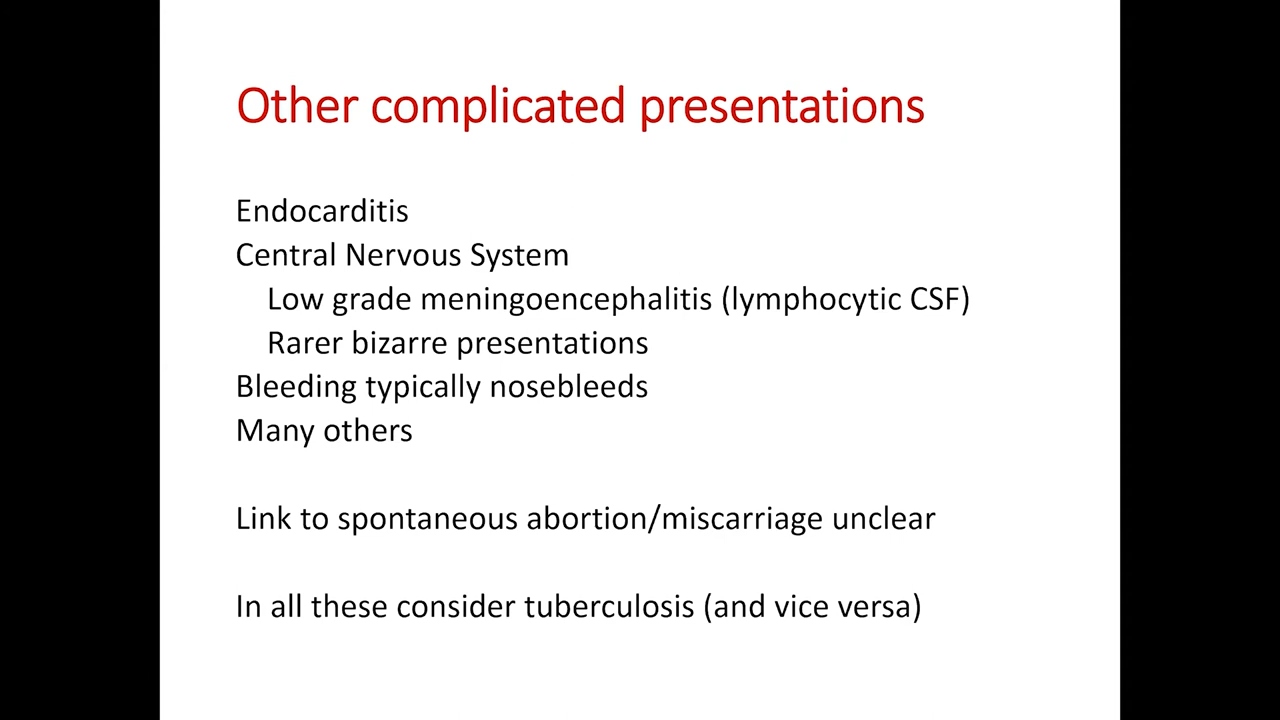 Other complicated presentations
Endocarditis
Central Nervous System
Low grade meningoencephalitis (lymphocytic CSF)
Rarer bizarre presentations
Bleeding typically nosebleeds
Many others
Link to spontaneous abortion/miscarriage unclear
In all these consider tuberculosis (and vice versa)